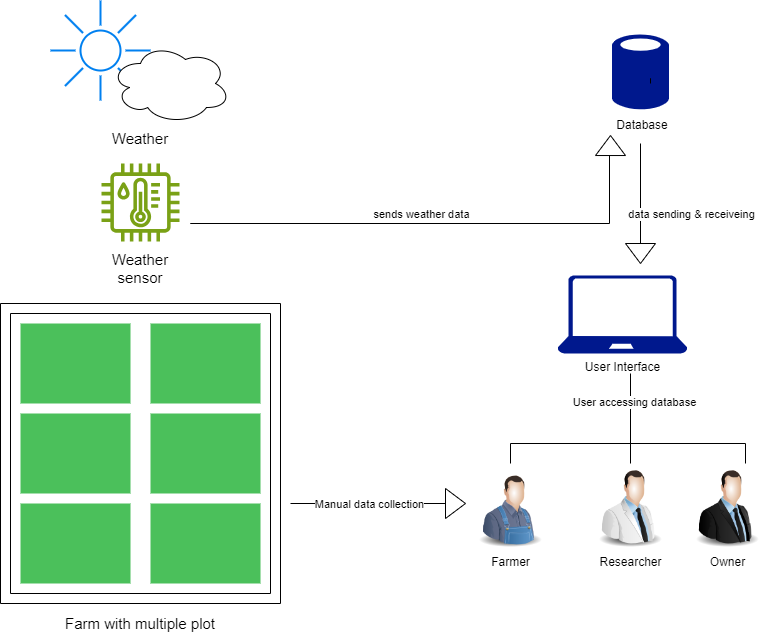 Weather
Database
Weather
sensor
sends weather data
data sending & receiveing
User Interface
User accessing database
Manual data collection
Farmer
Researcher
Owner
Farm with multiple plot